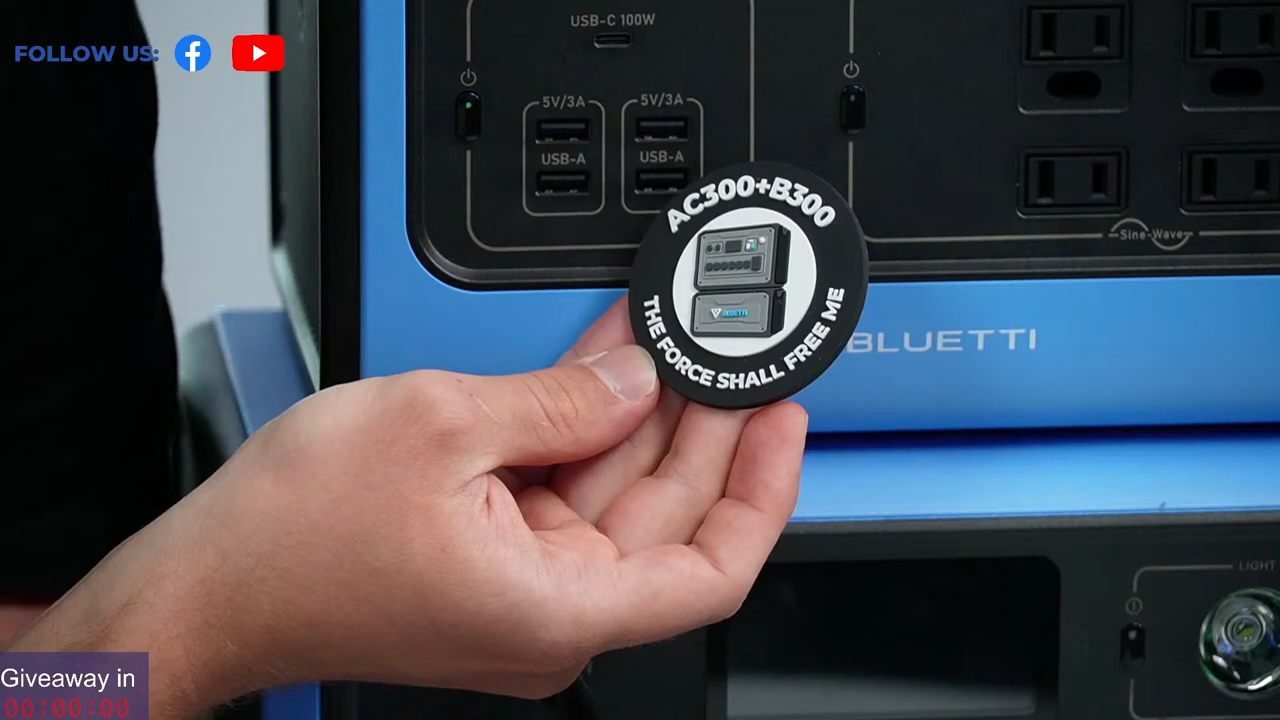 FOLLOW US:
USB-C 100W
5V/3A
5V/3A
USB-A
USB-A
AC300+B300
BLUETTI
THE FORCE SHALL FREE ME
Sine-Wave
BLUETTI
LIGHT
Giveaway in
00:00:00